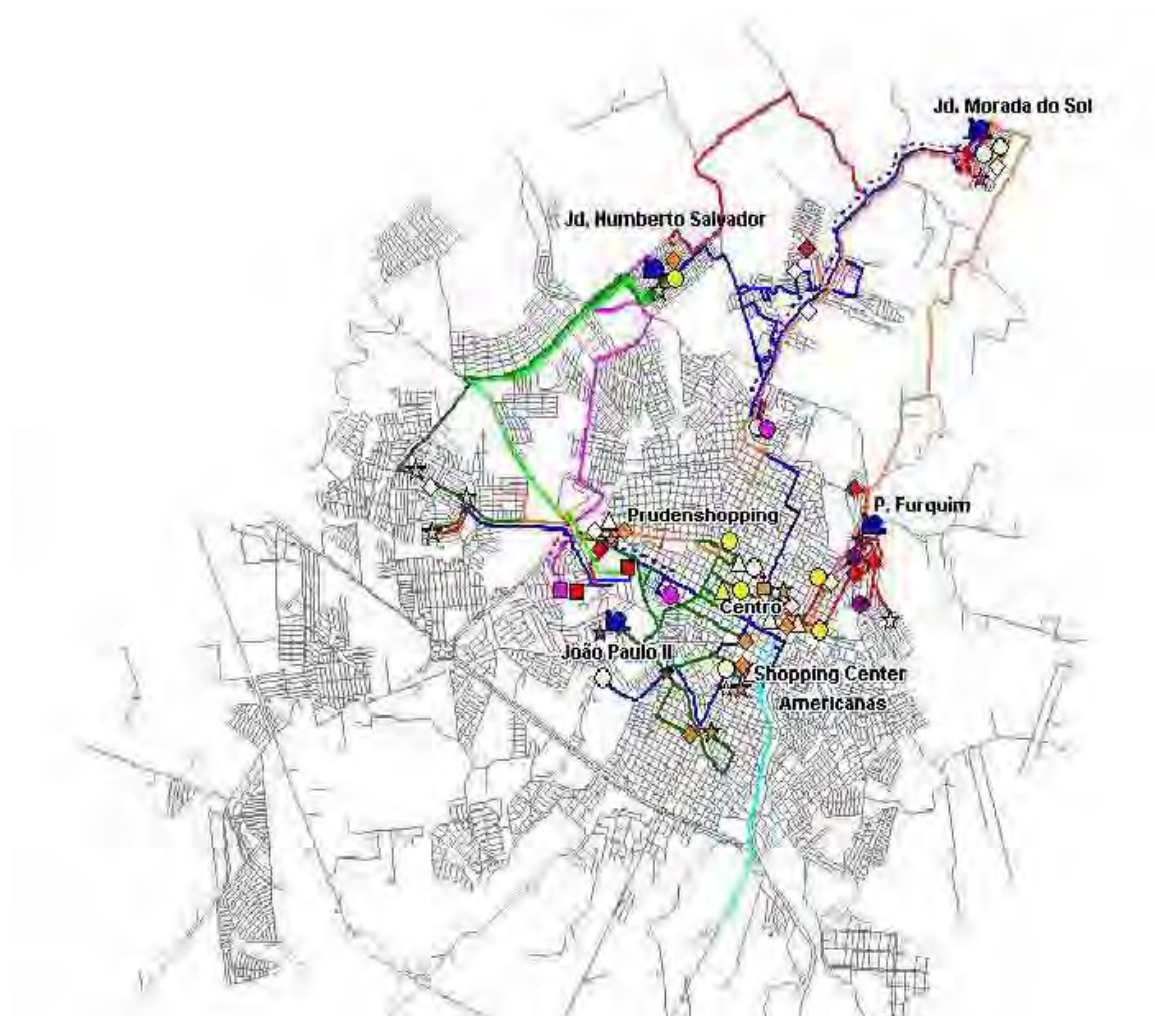 Jd. Morada do Sol
Jd. Humberto Salvador
P. Furquim
Prudenshopping
Centro
João Paulo II
Shopping Center
Americanas